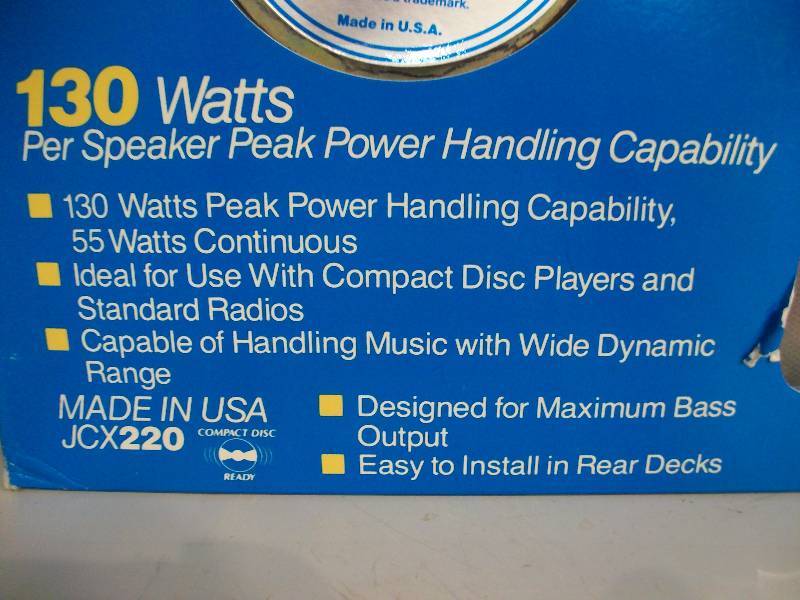 trademark.
Made in U.S.A.
130 Watts
Per Speaker Peak Power Handling Capability
130 Watts Peak Power Handling Capability,
55 Watts Continuous
Ideal for Use With Compact Disc Players and
Standard Radios
Capable of Handling Music with Wide Dynamic
Range
MADE IN USA
JCX220
COMPACT DISC
READY
Designed for Maximum Bass
Output
Easy to Install in Rear Decks